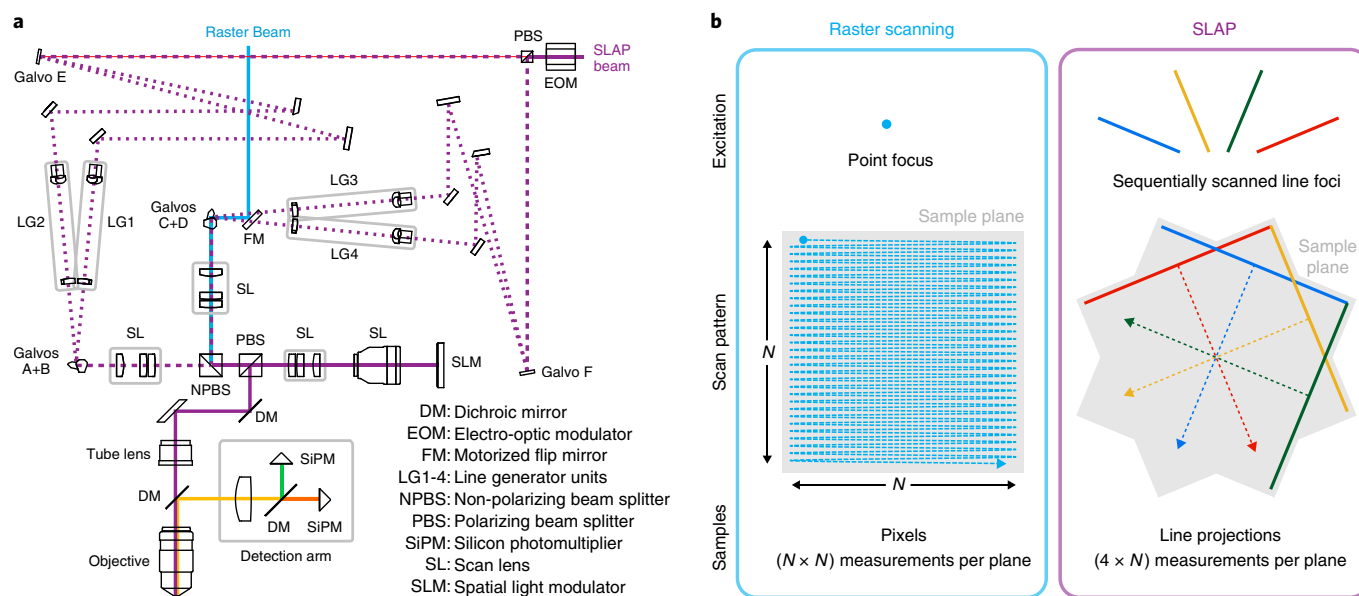 a
Raster Beam
PBS
SLAP
beam
EOM
Galvo E
LG2
LG1
Galvos
C+D
FM
LG3
LG4
SL
Galvos
A+B
SL
NPBS
PBS
SL
SL
SLM
Galvo F
DM
Tube lens
DM
Objective
SiPM
DM
SiPM
Detection arm
DM: Dichroic mirror
EOM: Electro-optic modulator
FM: Motorized flip mirror
LG1-4: Line generator units
NPBS: Non-polarizing beam splitter
PBS: Polarizing beam splitter
SiPM: Silicon photomultiplier
SL: Scan lens
SLM: Spatial light modulator
b
Raster scanning
SLAP
Excitation
Point focus
Sequentially scanned line foci
Scan pattern
Sample plane
N
N
Sample
plane
Samples
Pixels
(N × N) measurements per plane
Line projections
(4 × N) measurements per plane